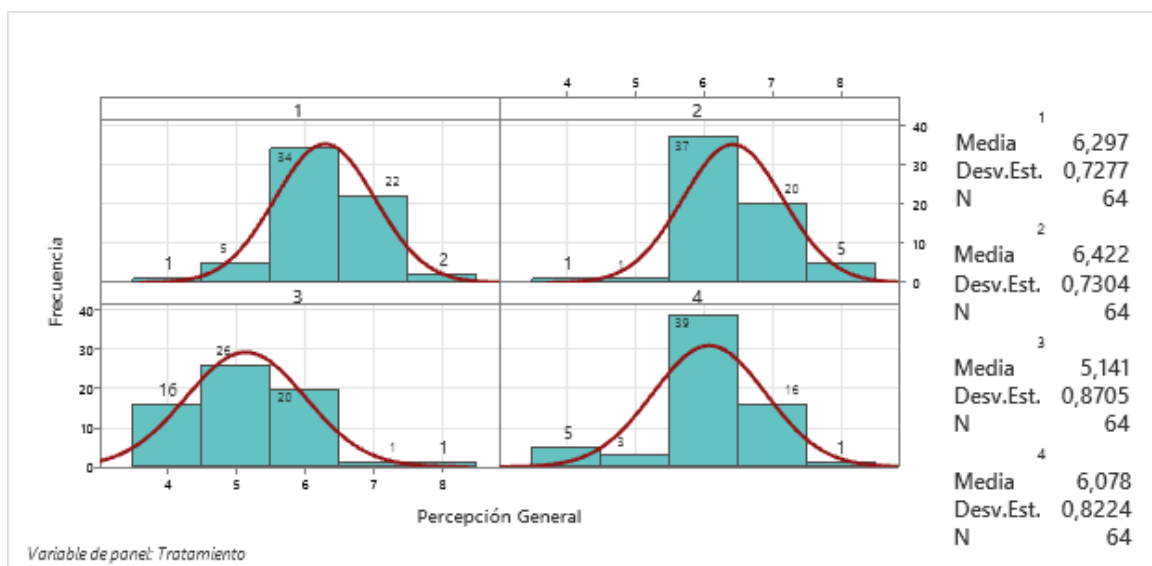 4 5 6 7 8
1 2
34 22 1 5 2
37 20 1 1 5
40
30
20
10
0
Frecuencia
3 4
40
30
20
10
0
16 26 20 1 1
39 16 5 3 1
4 5 6 7 8
Percepción General
Variable de panel: Tratamiento
1
Media 6,297
Desv.Est. 0,7277
N 64
2
Media 6,422
Desv.Est. 0,7304
N 64
3
Media 5,141
Desv.Est. 0,8705
N 64
4
Media 6,078
Desv.Est. 0,8224
N 64